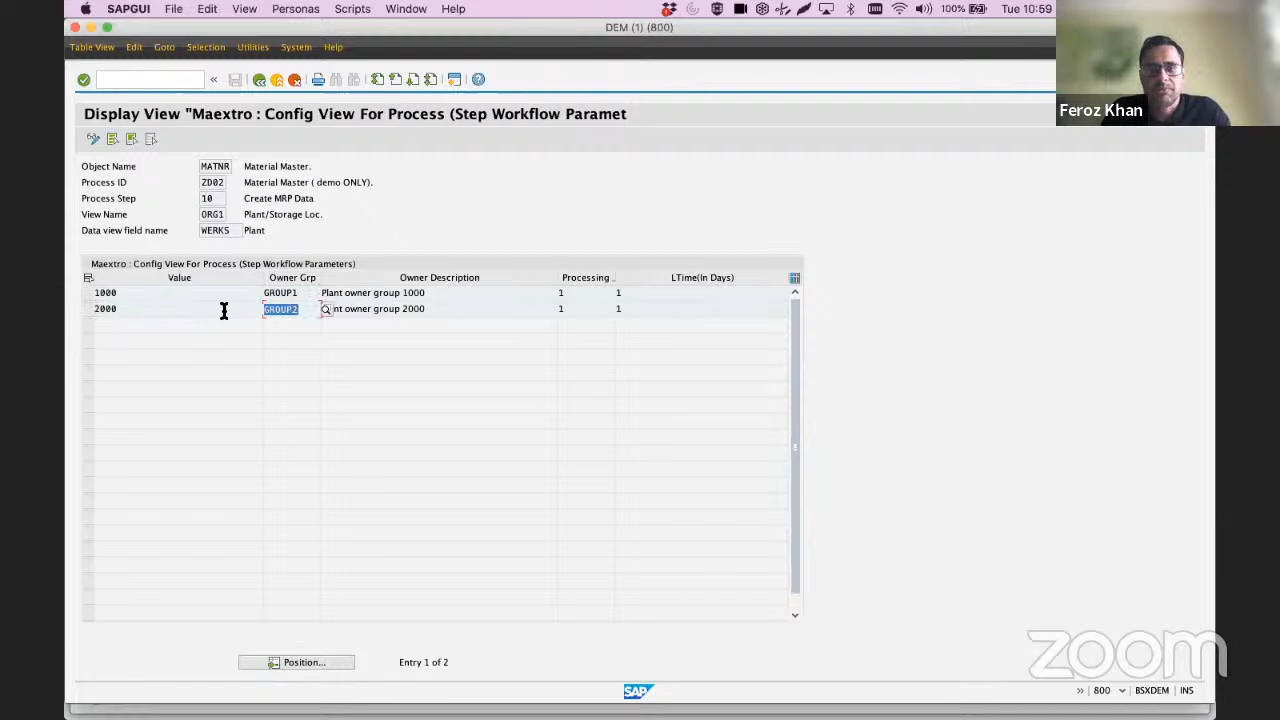 SAPGUI File Edit View Personas Scripts Window Help 100% Tue 10:59
DEM (1) (800)
Table View Edit Goto Selection Utilities System Help
«
Display View "Maextro : Config View For Process (Step Workflow Paramet
Feroz Khan
Object Name MATNR Material Master.
Process ID ZD02 Material Master ( demo ONLY).
Process Step 10 Create MRP Data
View Name ORG1 Plant/Storage Loc.
Data view field name WERKS Plant
Maextro : Config View For Process (Step Workflow Parameters)
Value Owner Grp Owner Description Processing .. LTime(In Days)
1000 GROUP1 Plant owner group 1000 1 1
2000 GROUP2 nt owner group 2000 1 1
Position... Entry 1 of 2
zoom
SAP » 800 BSXDEM INS